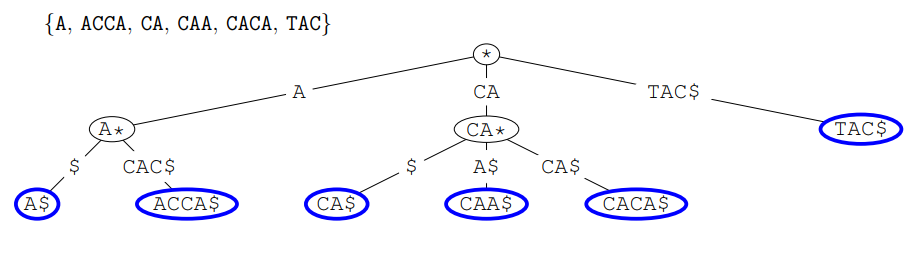 {A, ACCA, CA, CAA, CACA, TAC}
*
A CA TAC$
A* CA* TAC$
$ CAC$ $ A$ CA$
A$ ACCA$ CA$ CAA$ CACA$